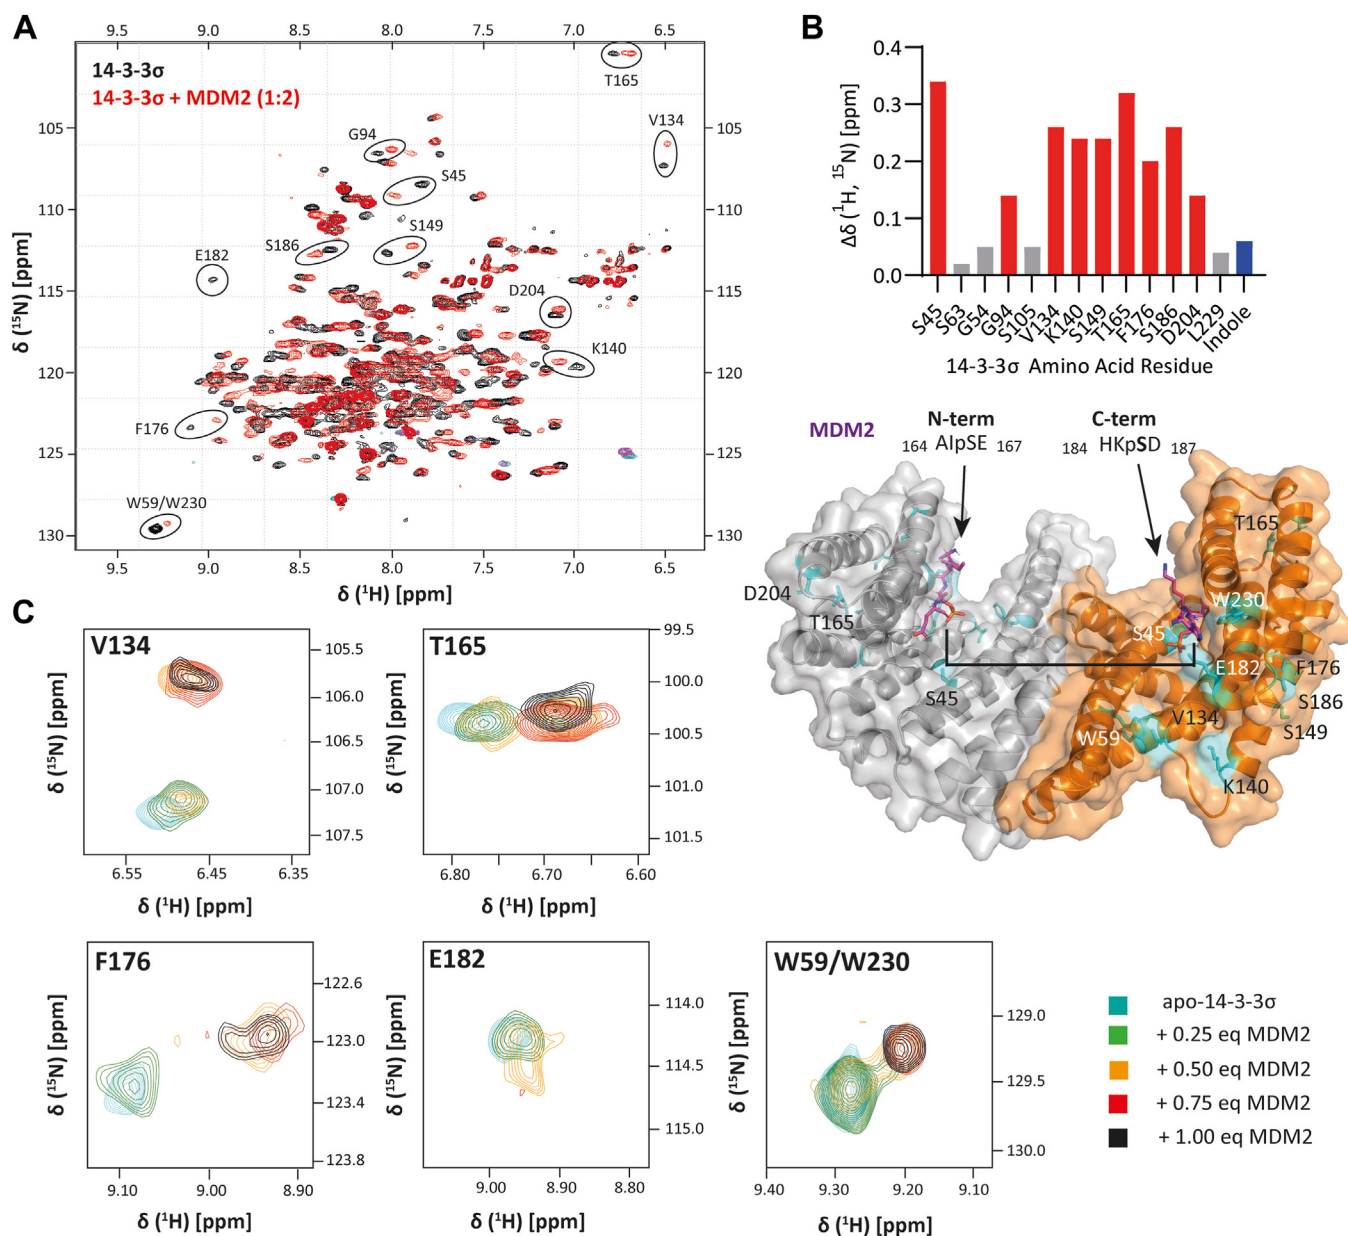 A
9.5 9.0 8.5 8.0 7.5 7.0 6.5
14-3-3σ
14-3-3σ + MDM2 (1:2)
T165
V134
G94
S45
S149
S186
E182
D204
K140
F176
W59/W230
105 105
110 110
115 115
120 120
125 125
130 130
δ (¹⁵N) [ppm]
9.5 9.0 8.5 8.0 7.5 7.0 6.5
δ (¹H) [ppm]
B
0.4
0.3
0.2
0.1
0.0
Δδ (¹H, ¹⁵N) [ppm]
S45 S63 G54 G94 S105 V134 K140 S149 T165 F176 S186 D204 L229 Indole
14-3-3σ Amino Acid Residue
MDM2
N-term
164 AIpSE 167
C-term
184 HKpSD 187
T165
D204
T165
W230
S45
E182
F176
S45
S186
V134
W59
S149
K140
C
V134
105.5
106.0
106.5
107.0
107.5
δ (¹⁵N) [ppm]
6.55 6.45 6.35
δ (¹H) [ppm]
T165
99.5
100.0
100.5
101.0
101.5
δ (¹⁵N) [ppm]
6.80 6.70 6.60
δ (¹H) [ppm]
F176
122.6
123.0
123.4
123.8
δ (¹⁵N) [ppm]
9.10 9.00 8.90
δ (¹H) [ppm]
E182
114.0
114.5
115.0
δ (¹⁵N) [ppm]
9.00 8.90 8.80
δ (¹H) [ppm]
W59/W230
129.0
129.5
130.0
δ (¹⁵N) [ppm]
9.40 9.30 9.20 9.10
δ (¹H) [ppm]
apo-14-3-3σ
+ 0.25 eq MDM2
+ 0.50 eq MDM2
+ 0.75 eq MDM2
+ 1.00 eq MDM2